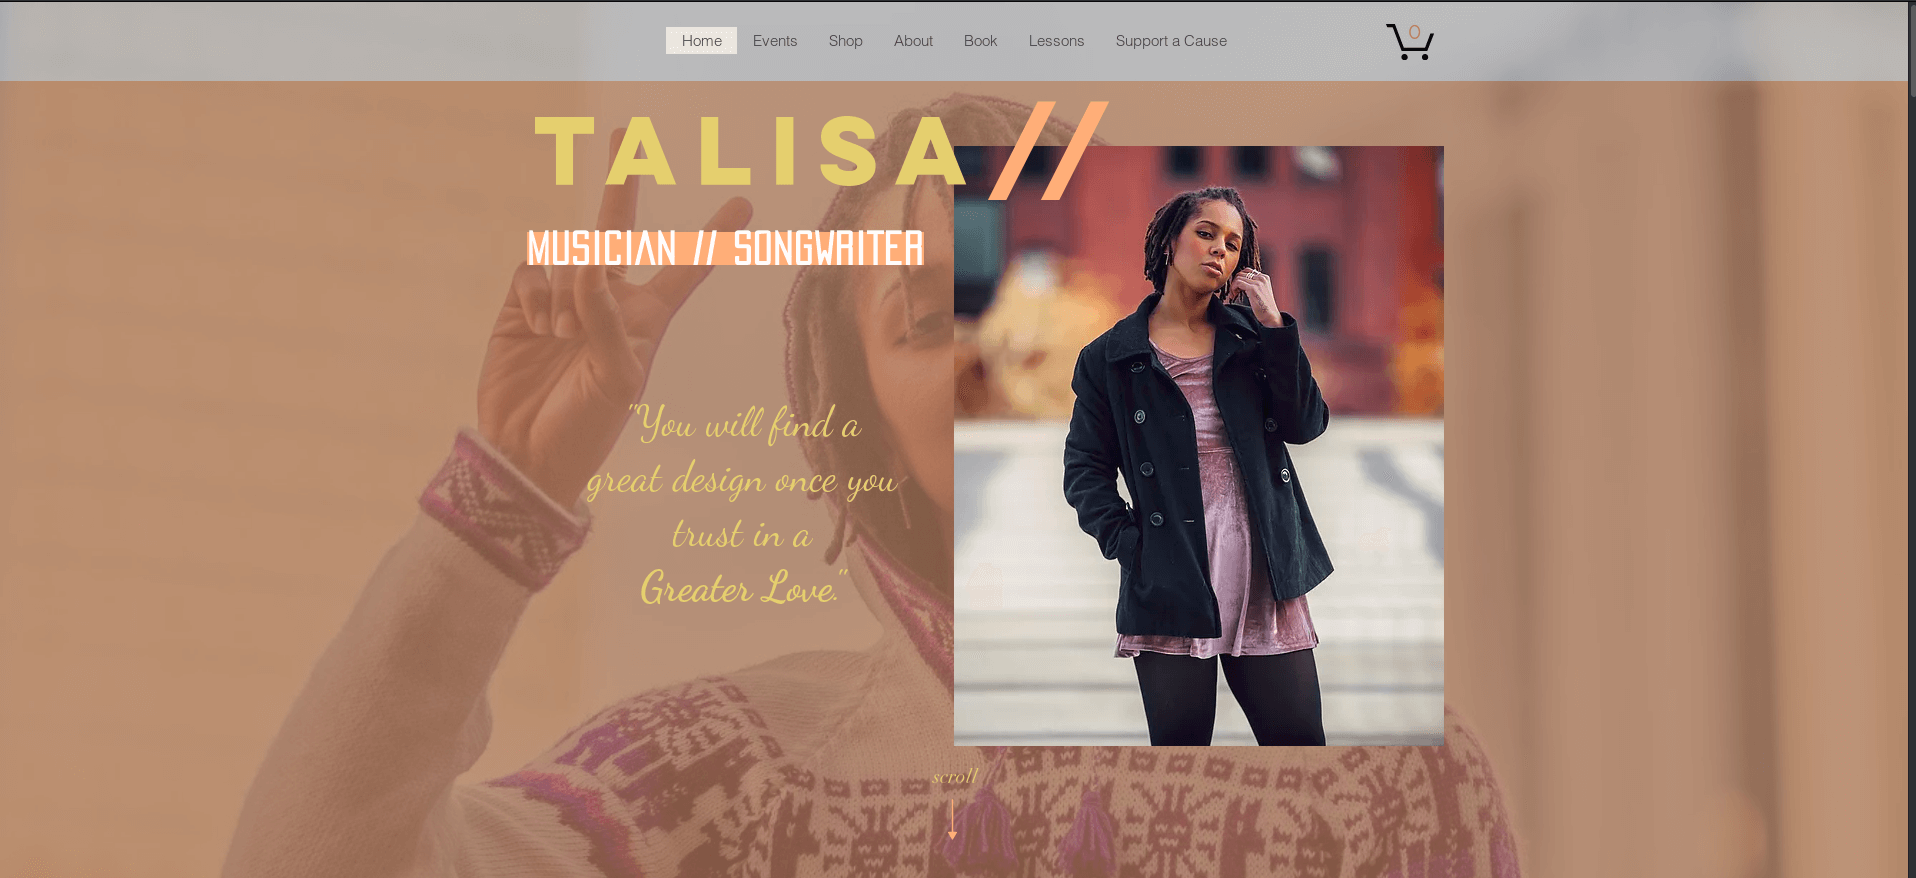 Home Events Shop About Book Lessons Support a Cause
0
TALISA //
MUSICIAN // SONGWRITER
"You will find a
great design once you
trust in a
Greater Love."
scroll